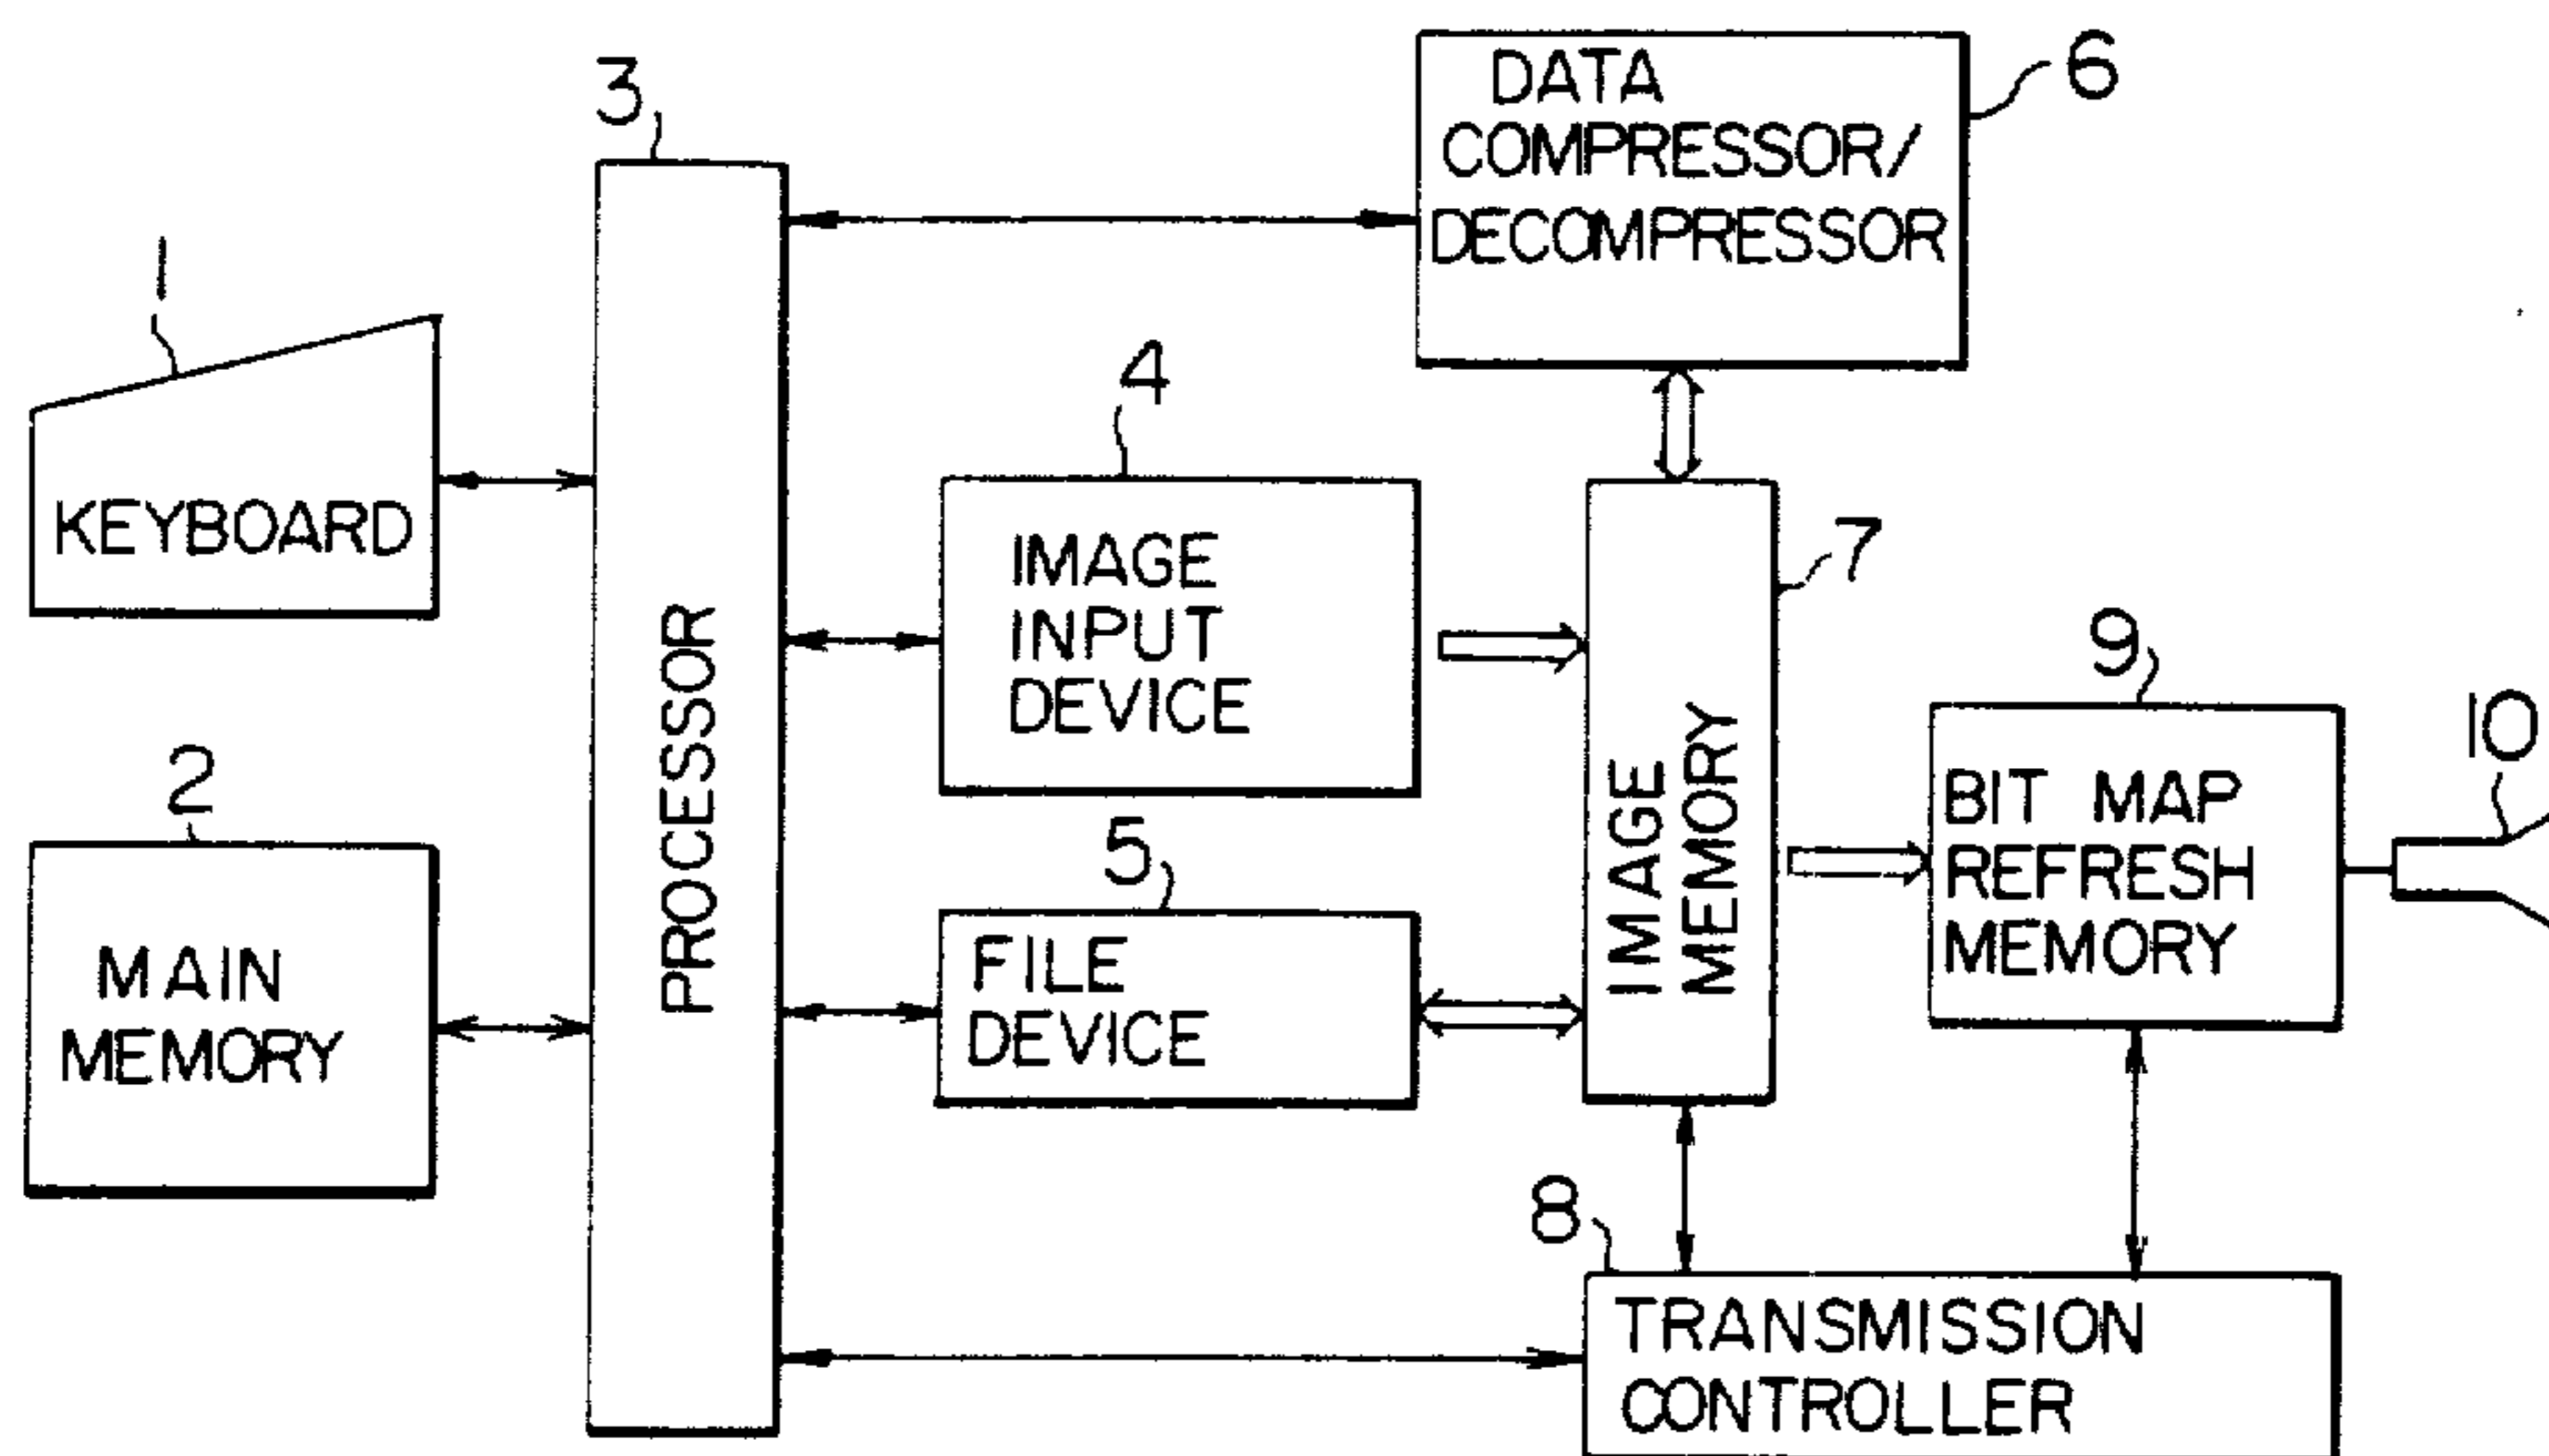 1
KEYBOARD
2
MAIN
MEMORY
3
PROCESSOR
4
IMAGE
INPUT
DEVICE
5
FILE
DEVICE
6
DATA
COMPRESSOR/
DECOMPRESSOR
7
IMAGE
MEMORY
8
TRANSMISSION
CONTROLLER
9
BIT MAP
REFRESH
MEMORY
10